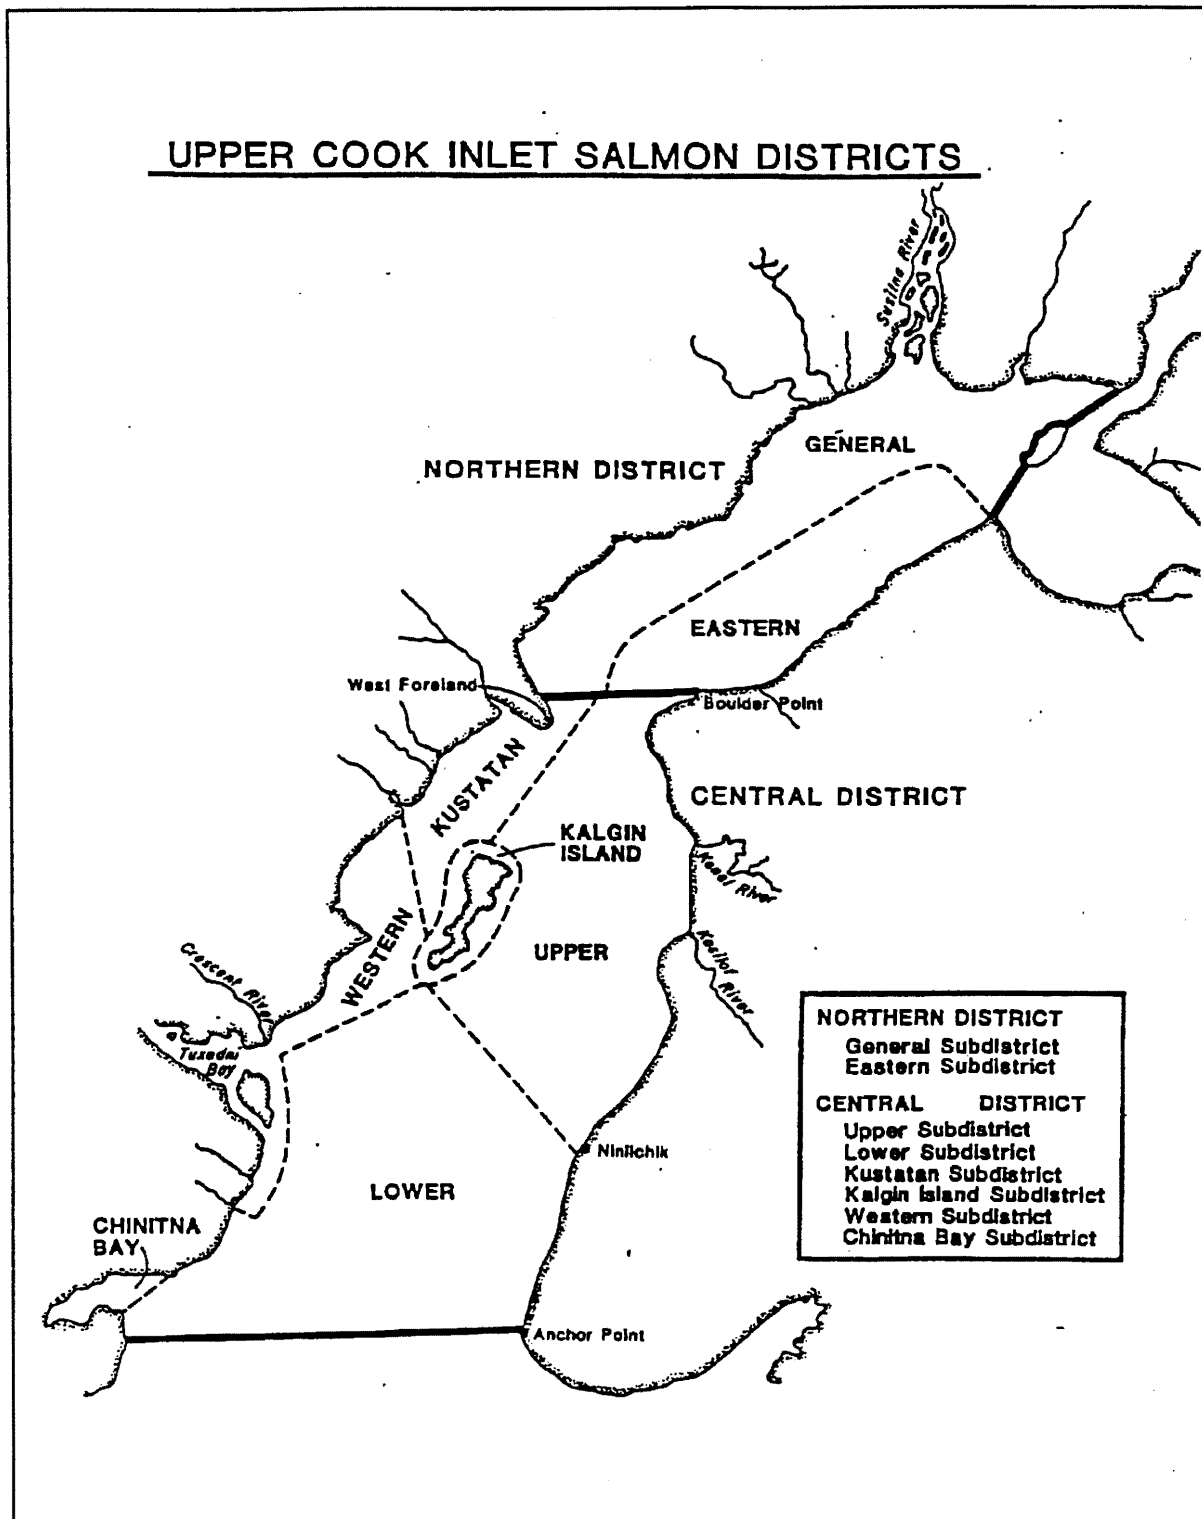 UPPER COOK INLET SALMON DISTRICTS
Susitna River
GENERAL
NORTHERN DISTRICT
EASTERN
West Foreland
Boulder Point
KUSTATAN
CENTRAL DISTRICT
KALGIN
ISLAND
Kenai River
WESTERN
UPPER
Kasilof
River
Crescent River
Tuxedni
Bay
Ninilchik
LOWER
CHINITNA
BAY
Anchor Point
NORTHERN DISTRICT
General Subdistrict
Eastern Subdistrict
CENTRAL DISTRICT
Upper Subdistrict
Lower Subdistrict
Kustatan Subdistrict
Kalgin Island Subdistrict
Western Subdistrict
Chinitna Bay Subdistrict